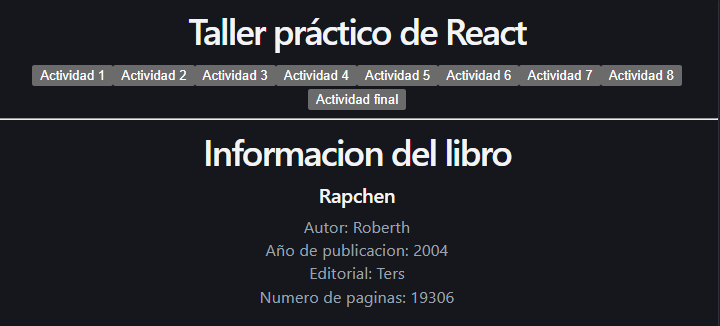 Taller práctico de React
Actividad 1 Actividad 2 Actividad 3 Actividad 4 Actividad 5 Actividad 6 Actividad 7 Actividad 8
Actividad final
Informacion del libro
Rapchen
Autor: Roberth
Año de publicacion: 2004
Editorial: Ters
Numero de paginas: 19306